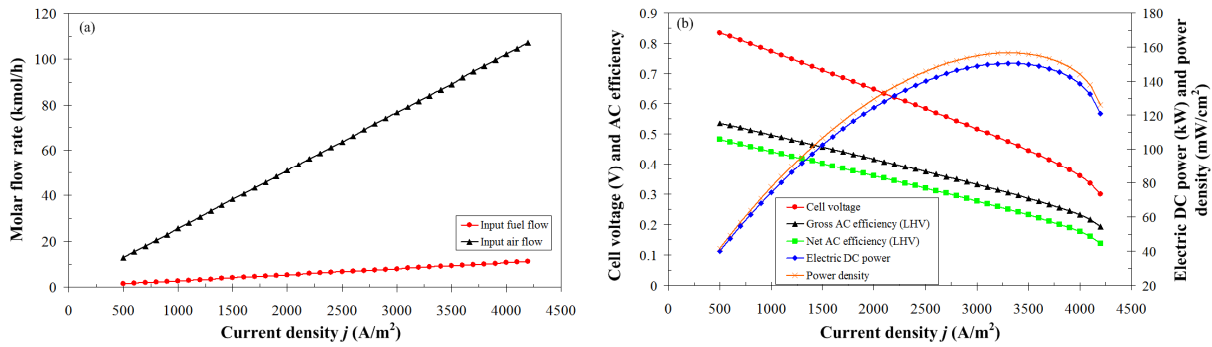 (a)
Molar flow rate (kmol/h)
120
100
80
60
40
20
0
Input fuel flow
Input air flow
0 500 1000 1500 2000 2500 3000 3500 4000 4500
Current density j (A/m²)
(b)
Cell voltage (V) and AC efficiency
0.9
0.8
0.7
0.6
0.5
0.4
0.3
0.2
0.1
0
Cell voltage
Gross AC efficiency (LHV)
Net AC efficiency (LHV)
Electric DC power
Power density
0 500 1000 1500 2000 2500 3000 3500 4000 4500
Current density j (A/m²)
180
160
140
120
100
80
60
40
20
Electric DC power (kW) and power
density (mW/cm²)